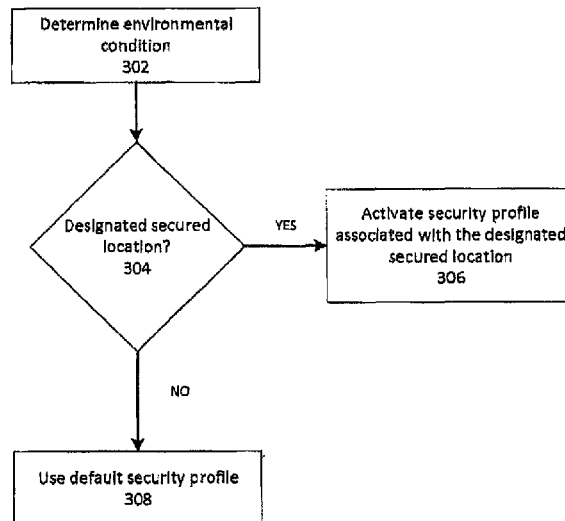 Determine environmental
condition
302
Designated secured
location?
304
YES
Activate security profile
associated with the designated
secured location
306
NO
Use default security profile
308